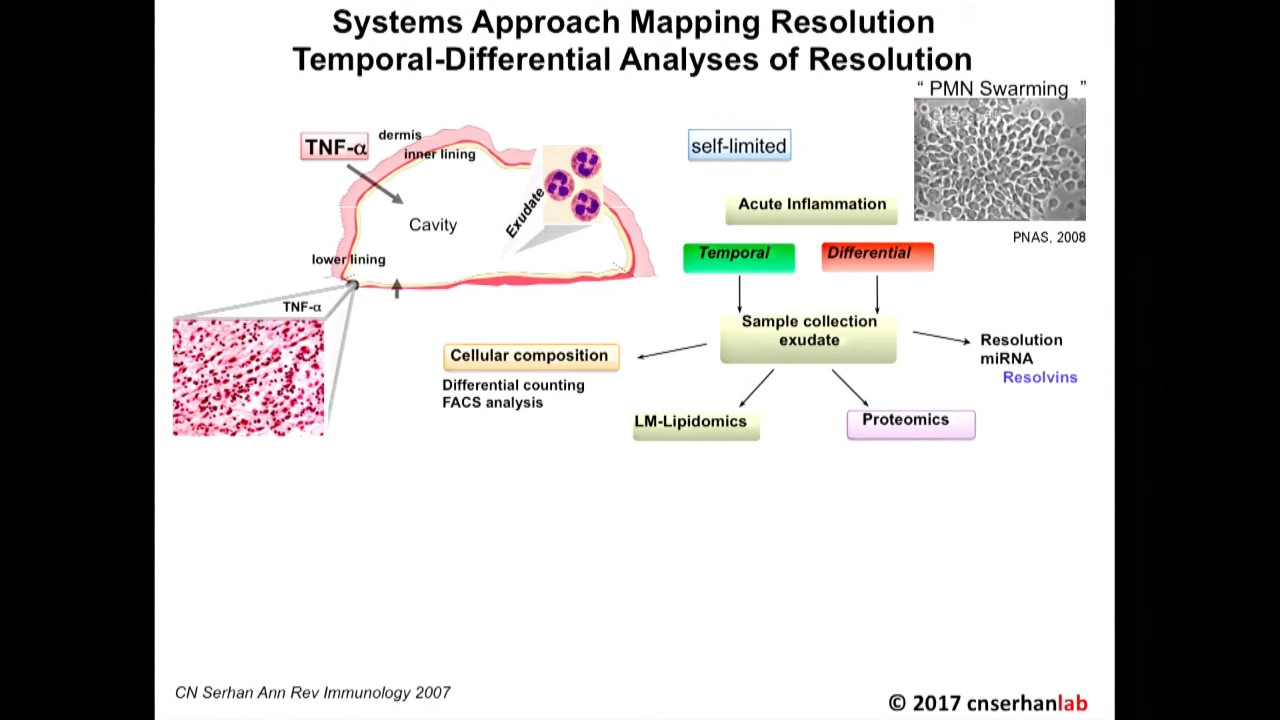 Systems Approach Mapping Resolution
Temporal-Differential Analyses of Resolution
“ PMN Swarming ”
TNF-α
dermis
inner lining
Exudate
Cavity
lower lining
TNF-α
self-limited
Acute Inflammation
PNAS, 2008
Temporal
Differential
Sample collection
exudate
Resolution
miRNA
Resolvins
Cellular composition
Differential counting
FACS analysis
LM-Lipidomics
Proteomics
CN Serhan Ann Rev Immunology 2007
© 2017 cnserhanlab